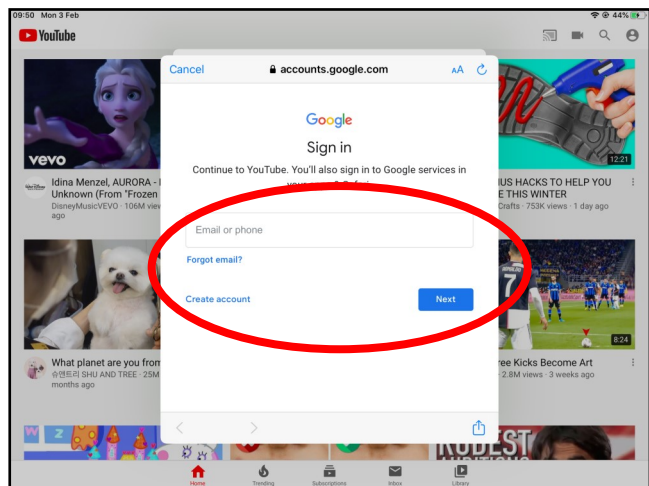 09:50 Mon 3 Feb
44%
YouTube
Cancel
accounts.google.com
AA
Google
Sign in
Continue to YouTube. You'll also sign in to Google services in
Email or phone
Forgot email?
Create account
Next
vevo
12:21
Idina Menzel, AURORA -
Unknown (From "Frozen
DisneyMusicVEVO · 106M view
ago
US HACKS TO HELP YOU
THIS WINTER
Crafts · 753K views · 1 day ago
RONALDO
7
8:24
What planet are you from
슈앤트리 SHU AND TREE · 25M
months ago
ree Kicks Become Art
2.8M views · 3 weeks ago
W Z
Home
Trending
Subscriptions
Inbox
Library